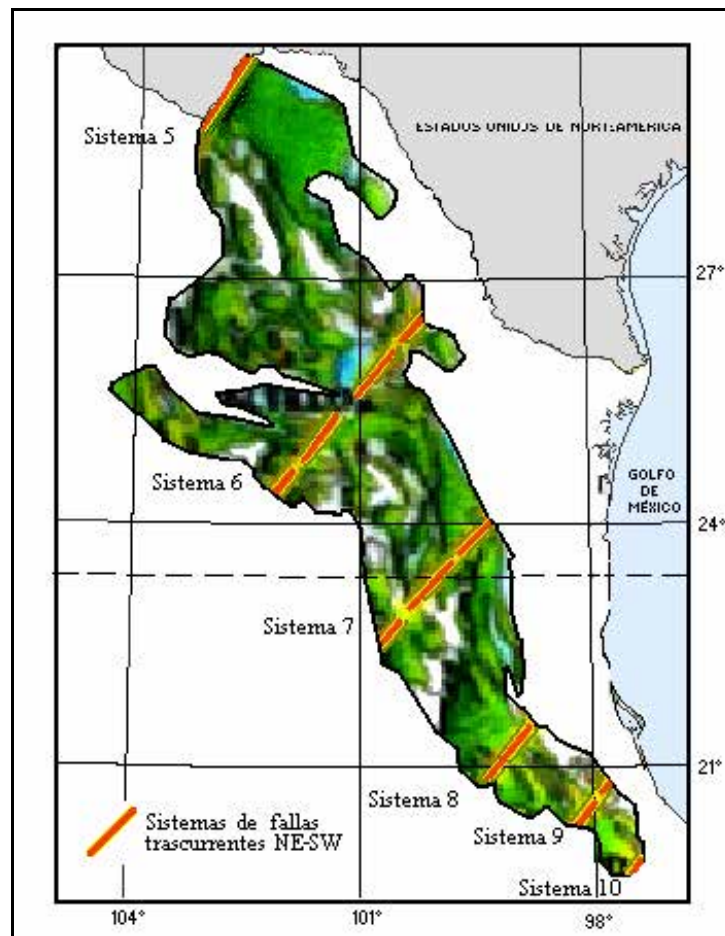 Sistema 5
ESTADOS UNIDOS DE NORTEAMERICA
27°
Sistema 6
GOLFO
DE
MÉXICO
24°
Sistema 7
21°
Sistema 8
Sistemas de fallas
trascurrentes NE-SW
Sistema 9
Sistema 10
104°
101°
98°